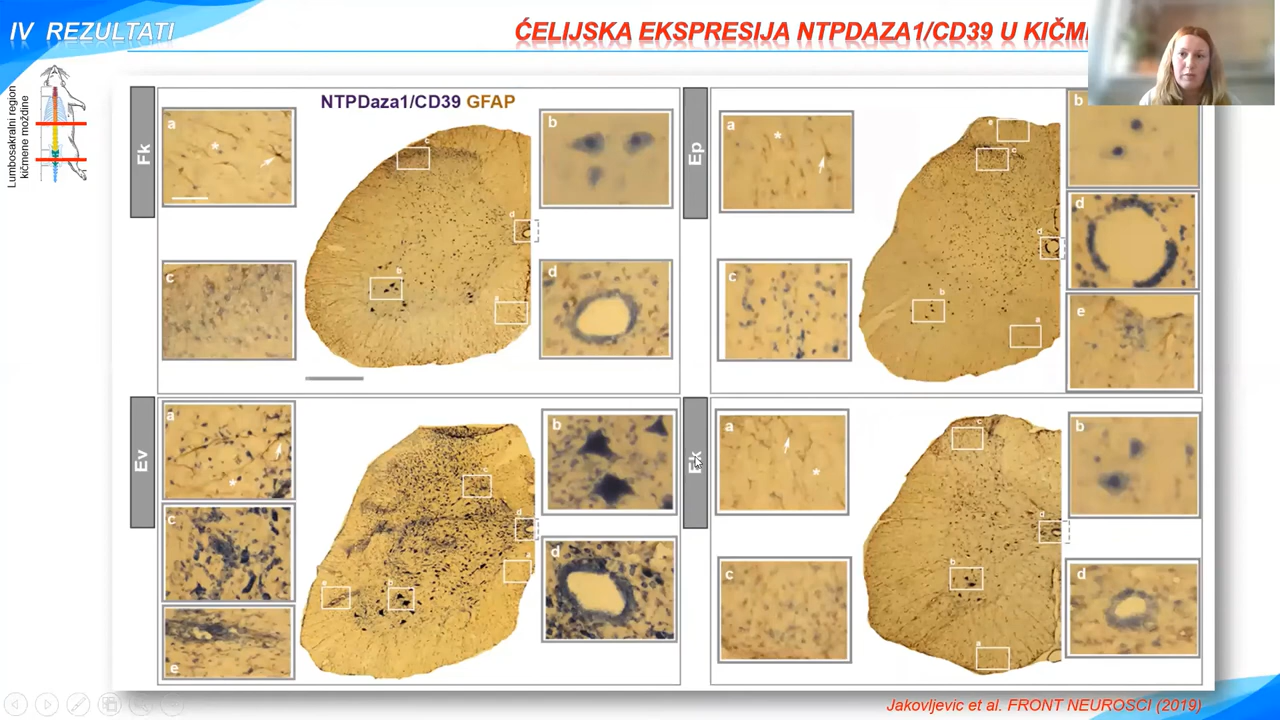 IV REZULTATI
ĆELIJSKA EKSPRESIJA NTPDAZA1/CD39 U KIČM
Lumbosakralni region
kičmene moždine
Fk
NTPDaza1/CD39 GFAP
a
b
c
d
c
d
b
e
Ep
a
b
c
d
e
e
c
d
b
a
Ev
a
b
c
d
e
c
d
a
e
b
a
b
c
d
c
d
b
a
Jakovljevic et al. FRONT NEUROSCI (2019)